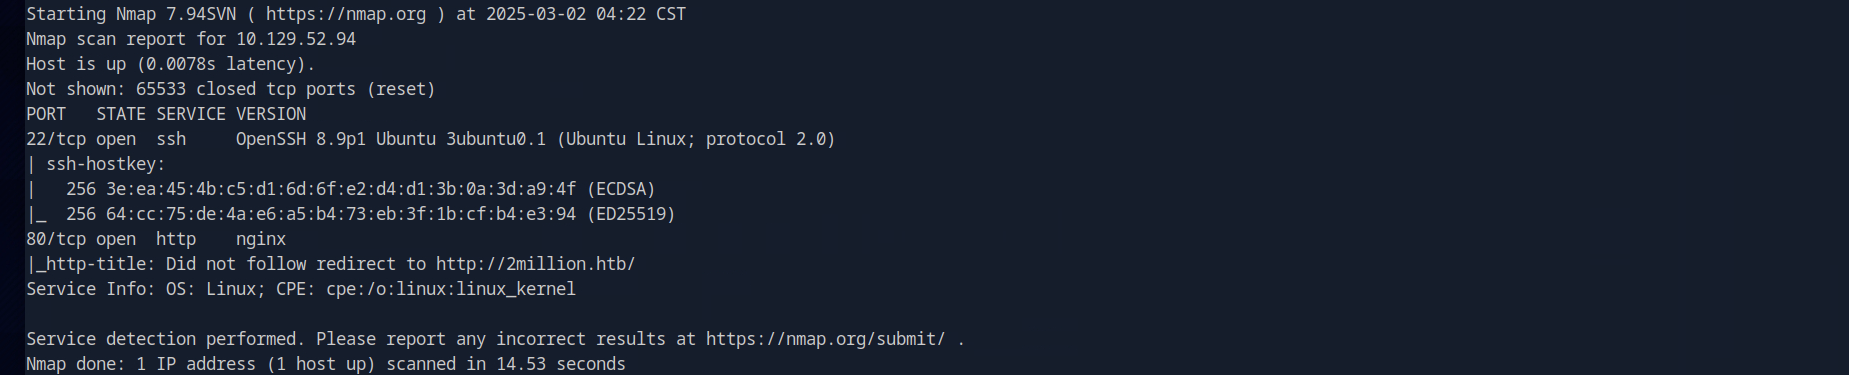 Starting Nmap 7.94SVN ( https://nmap.org ) at 2025-03-02 04:22 CST
Nmap scan report for 10.129.52.94
Host is up (0.0078s latency).
Not shown: 65533 closed tcp ports (reset)
PORT   STATE SERVICE VERSION
22/tcp open  ssh     OpenSSH 8.9p1 Ubuntu 3ubuntu0.1 (Ubuntu Linux; protocol 2.0)
| ssh-hostkey:
|   256 3e:ea:45:4b:c5:d1:6d:6f:e2:d4:d1:3b:0a:3d:a9:4f (ECDSA)
|_  256 64:cc:75:de:4a:e6:a5:b4:73:eb:3f:1b:cf:b4:e3:94 (ED25519)
80/tcp open  http    nginx
|_http-title: Did not follow redirect to http://2million.htb/
Service Info: OS: Linux; CPE: cpe:/o:linux:linux_kernel

Service detection performed. Please report any incorrect results at https://nmap.org/submit/ .
Nmap done: 1 IP address (1 host up) scanned in 14.53 seconds